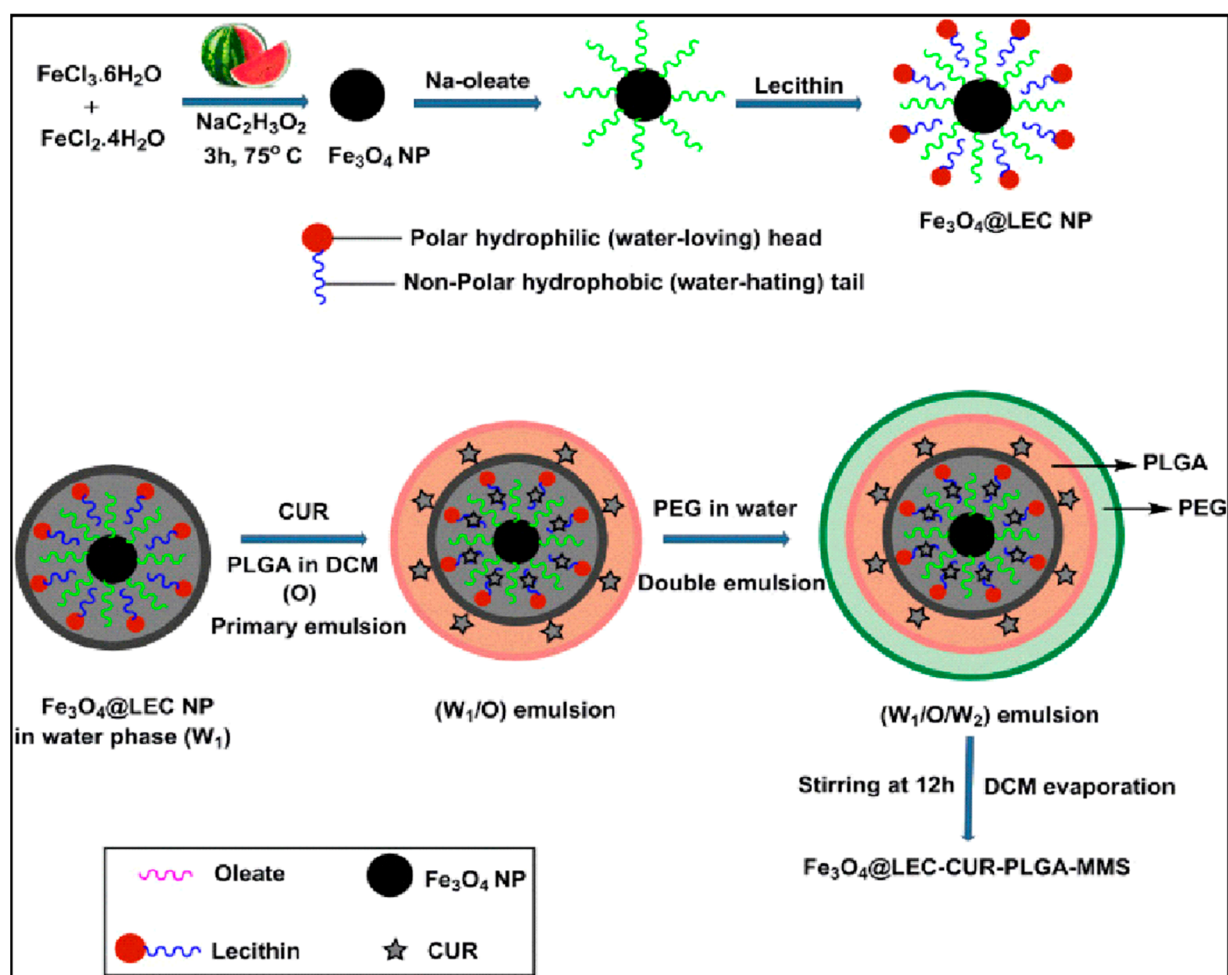 FeCl₃.6H₂O
+
FeCl₂.4H₂O
NaC₂H₃O₂
3h, 75° C
Fe₃O₄ NP
Na-oleate
Lecithin
Fe₃O₄@LEC NP
Polar hydrophilic (water-loving) head
Non-Polar hydrophobic (water-hating) tail
CUR
PLGA in DCM
(O)
Primary emulsion
PEG in water
Double emulsion
PLGA
PEG
Fe₃O₄@LEC NP
in water phase (W₁)
(W₁/O) emulsion
(W₁/O/W₂) emulsion
Stirring at 12h
DCM evaporation
Fe₃O₄@LEC-CUR-PLGA-MMS
Oleate
Fe₃O₄ NP
Lecithin
CUR